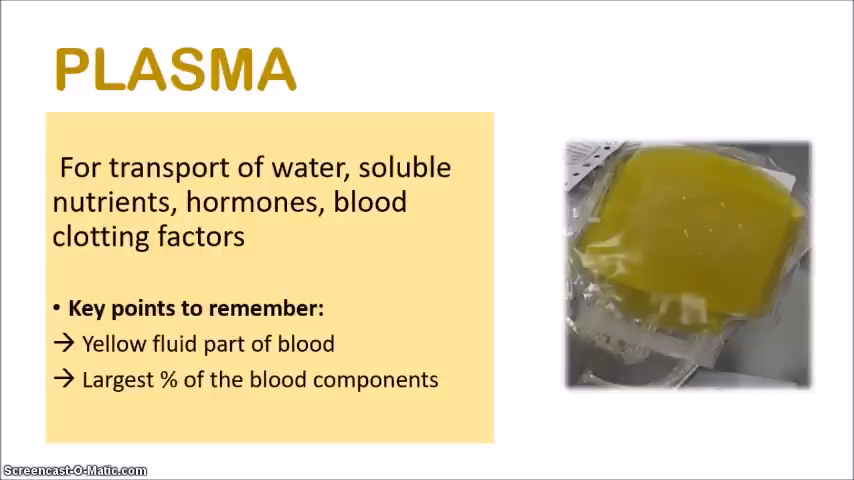 PLASMA
For transport of water, soluble
nutrients, hormones, blood
clotting factors
• Key points to remember:
→ Yellow fluid part of blood
→ Largest % of the blood components
Screencast-O-Matic.com